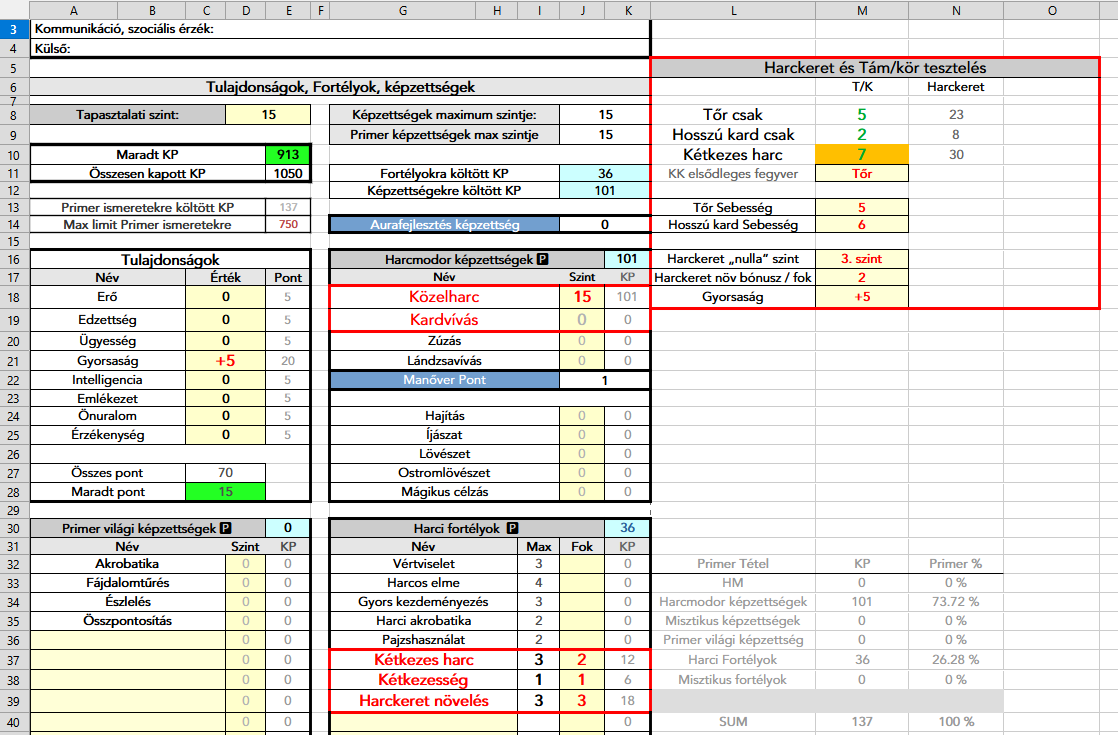 A B C D E F G H I J K L M N O
3 Kommunikáció, szociális érzék:
4 Külső:
5 Harckeret és Tám/kör tesztelés
6 Tulajdonságok, Fortélyok, képzettségek T/K Harckeret
7
8 Tapasztalati szint: 15 Képzettségek maximum szintje: 15 Tőr csak 5 23
9 Primer képzettségek max szintje 15 Hosszú kard csak 2 8
10 Maradt KP 913 Kétkezes harc 7 30
11 Összesen kapott KP 1050 Fortélyokra költött KP 36 KK elsődleges fegyver Tőr
12 Képzettségekre költött KP 101
13 Primer ismeretekre költött KP 137 Tőr Sebesség 5
14 Max limit Primer ismeretekre 750 Aurafejlesztés képzettség 0 Hosszú kard Sebesség 6
15
16 Tulajdonságok Harcmodor képzettségek P 101 Harckeret „nulla” szint 3. szint
17 Név Érték Pont Név Szint KP Harckeret növ bónusz / fok 2
18 Erő 0 5 Közelharc 15 101 Gyorsaság +5
19 Edzettség 0 5 Kardvívás 0 0
20 Ügyesség 0 5 Zúzás 0 0
21 Gyorsaság +5 20 Lándzsavívás 0 0
22 Intelligencia 0 5 Manőver Pont 1
23 Emlékezet 0 5
24 Önuralom 0 5 Hajítás 0 0
25 Érzékenység 0 5 Íjászat 0 0
26 Lövészet 0 0
27 Összes pont 70 Ostromlövészet 0 0
28 Maradt pont 15 Mágikus célzás 0 0
29
30 Primer világi képzettségek P 0 Harci fortélyok P 36
31 Név Szint KP Név Max Fok KP
32 Akrobatika 0 0 Vértviselet 3 0 Primer Tétel KP Primer %
33 Fájdalomtűrés 0 0 Harcos elme 4 0 HM 0 0 %
34 Észlelés 0 0 Gyors kezdeményezés 3 0 Harcmodor képzettségek 101 73.72 %
35 Összpontosítás 0 0 Harci akrobatika 2 0 Misztikus képzettségek 0 0 %
36 0 0 Pajzshasználat 2 0 Primer világi képzettség 0 0 %
37 0 0 Kétkezes harc 3 2 12 Harci Fortélyok 36 26.28 %
38 0 0 Kétkezesség 1 1 6 Misztikus fortélyok 0 0 %
39 0 0 Harckeret növelés 3 3 18
40 0 0 0 SUM 137 100 %